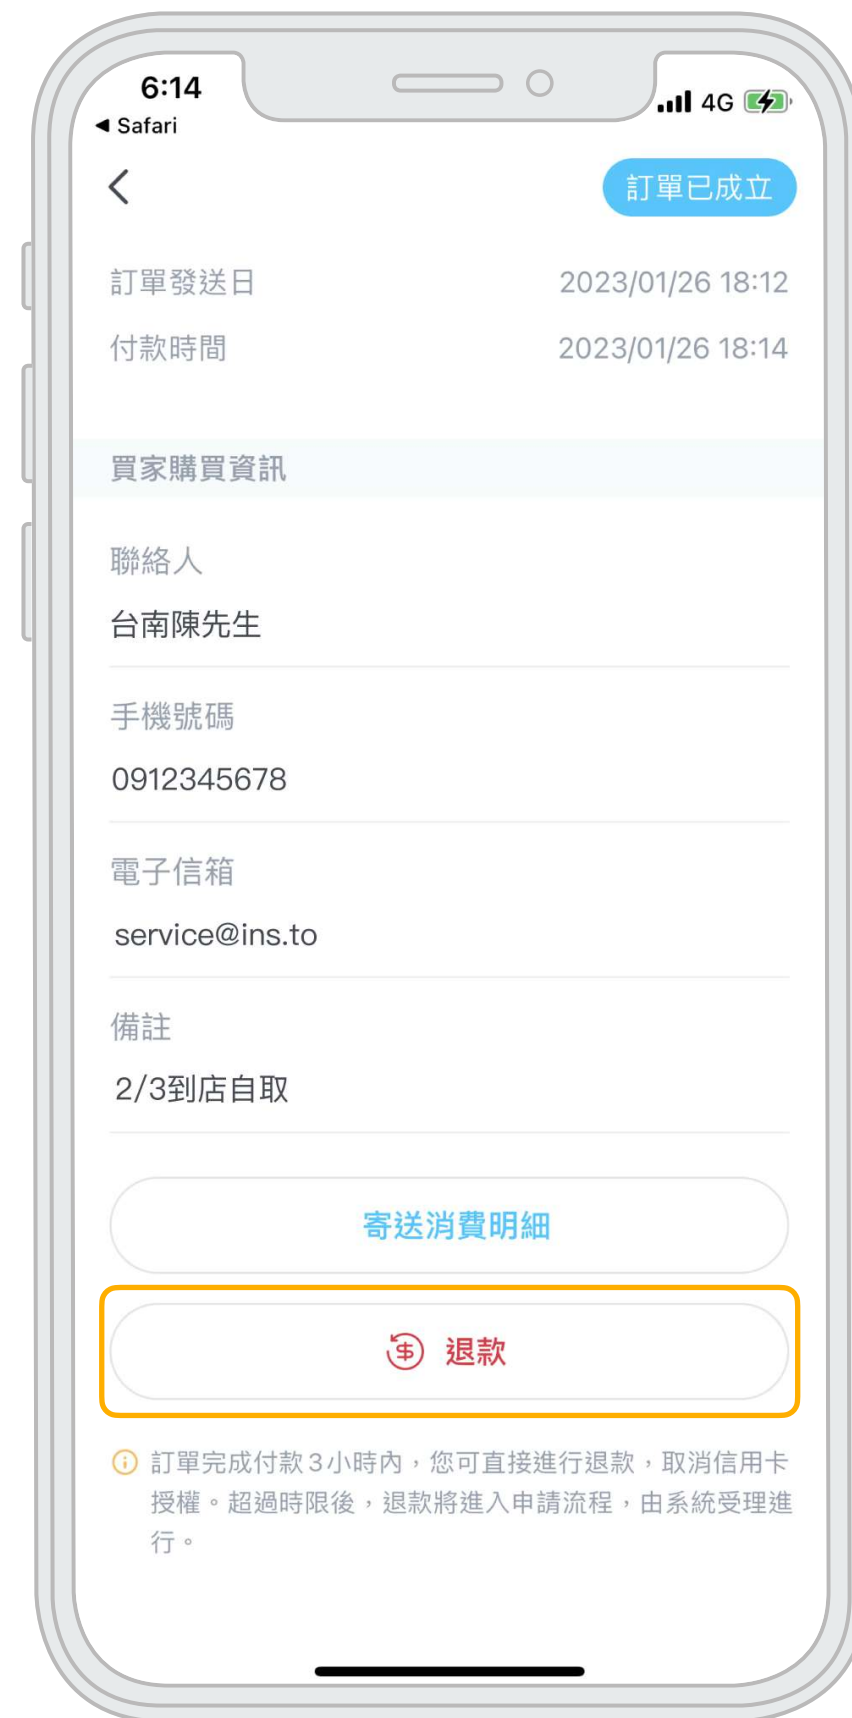 6:14
4G
◀ Safari
訂單已成立
訂單發送日 2023/01/26 18:12
付款時間 2023/01/26 18:14
買家購買資訊
聯絡人
台南陳先生
手機號碼
0912345678
電子信箱
service@ins.to
備註
2/3到店自取
寄送消費明細
退款
訂單完成付款3小時內，您可直接進行退款，取消信用卡
授權。超過時限後，退款將進入申請流程，由系統受理進
行。